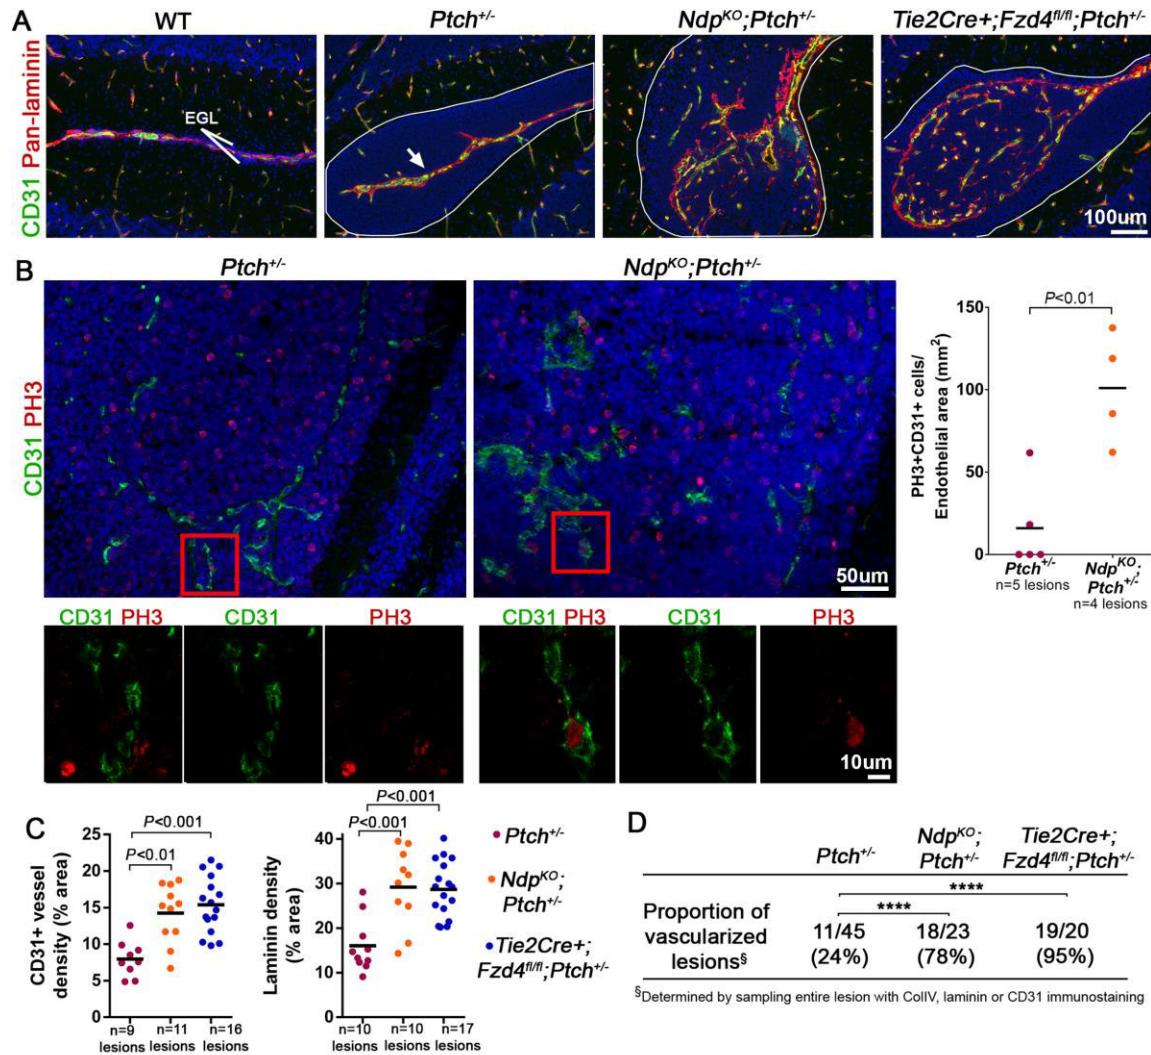 A
WT
Ptch+/-
NdpKO;Ptch+/-
Tie2Cre+;Fzd4fl/fl;Ptch+/-
CD31 Pan-laminin
EGL
100um
B
Ptch+/-
NdpKO;Ptch+/-
CD31 PH3
50um
PH3+CD31+ cells/
Endothelial area (mm2)
P<0.01
150
100
50
0
Ptch+/-
n=5 lesions
NdpKO;
Ptch+/-
n=4 lesions
CD31 PH3
CD31
PH3
CD31 PH3
CD31
PH3
10um
C
CD31+ vessel
density (% area)
P<0.001
P<0.01
25
20
15
10
5
0
n=9
lesions
n=11
lesions
n=16
lesions
Laminin density
(% area)
P<0.001
P<0.001
40
30
20
10
0
n=10
lesions
n=10
lesions
n=17
lesions
Ptch+/-
NdpKO;
Ptch+/-
Tie2Cre+;
Fzd4fl/fl;Ptch+/-
D
Ptch+/-
NdpKO;
Ptch+/-
Tie2Cre+;
Fzd4fl/fl;Ptch+/-
****
****
Proportion of
vascularized
lesions§
11/45
(24%)
18/23
(78%)
19/20
(95%)
§Determined by sampling entire lesion with ColIV, laminin or CD31 immunostaining